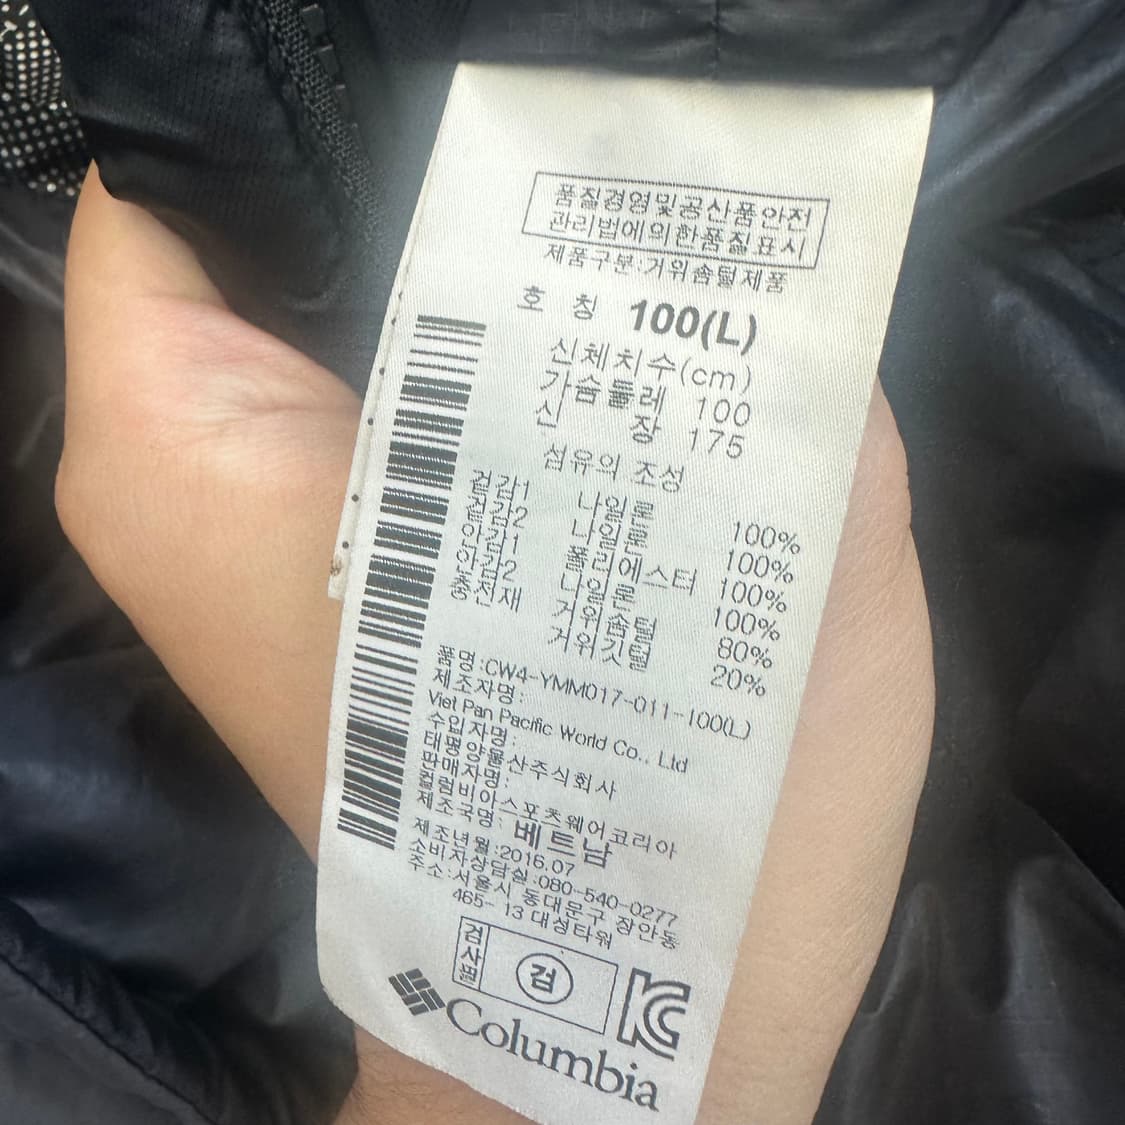 품질경영및공산품안전
관리법에의한품질표시
제품구분:거위솜털제품
호 칭 100(L)
신체치수(cm)
가슴둘레 100
신 장 175
섬유의 조성
겉감1 나일론 100%
겉감2 나일론 100%
안감1 폴리에스터 100%
안감2 나일론 100%
충전재 거위솜털 80%
거위깃털 20%
품명:CW4-YMM017-011-100(L)
제조자명:
Viet Pan Pacific World Co., Ltd
수입자명:
태평양물산주식회사
판매자명:
컬럼비아스포츠웨어코리아
제조국명: 베트남
제조년월:2016.07
소비자상담실:080-540-0277
주소:서울시 동대문구 장안동
465-13 대성타워
검사필 검
KC
Columbia